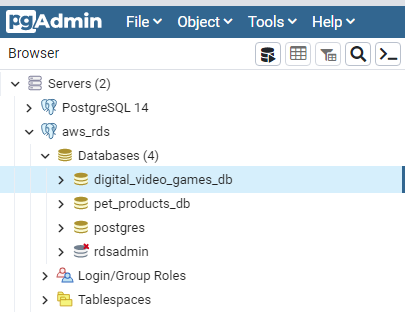 pgAdmin File Object Tools Help
Browser
Servers (2)
PostgreSQL 14
aws_rds
Databases (4)
digital_video_games_db
pet_products_db
postgres
rdsadmin
Login/Group Roles
Tablespaces